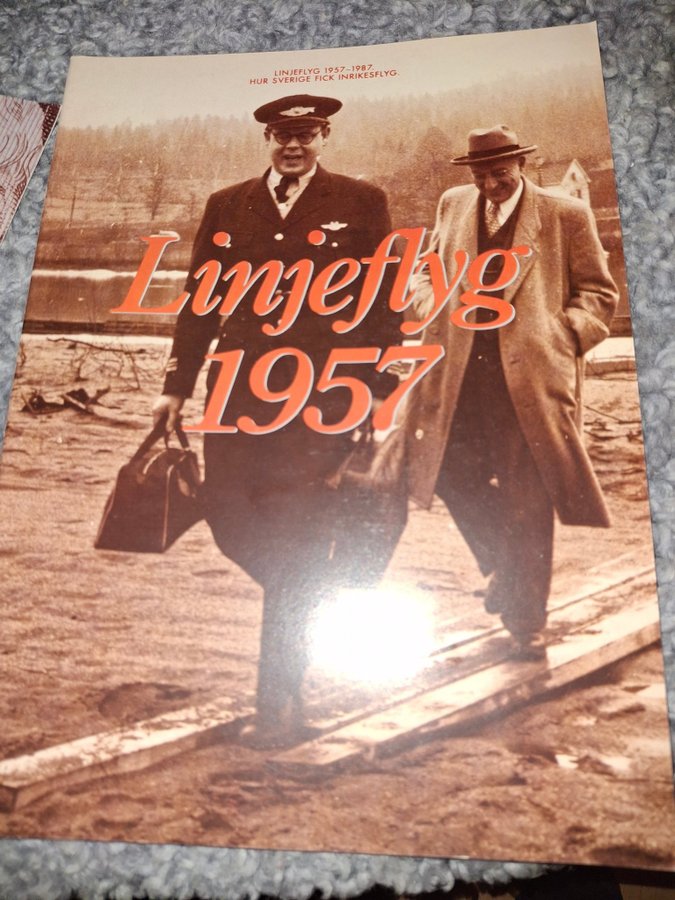 LINJEFLYG 1957–1987.
HUR SVERIGE FICK INRIKESFLYG.
Linjeflyg
1957